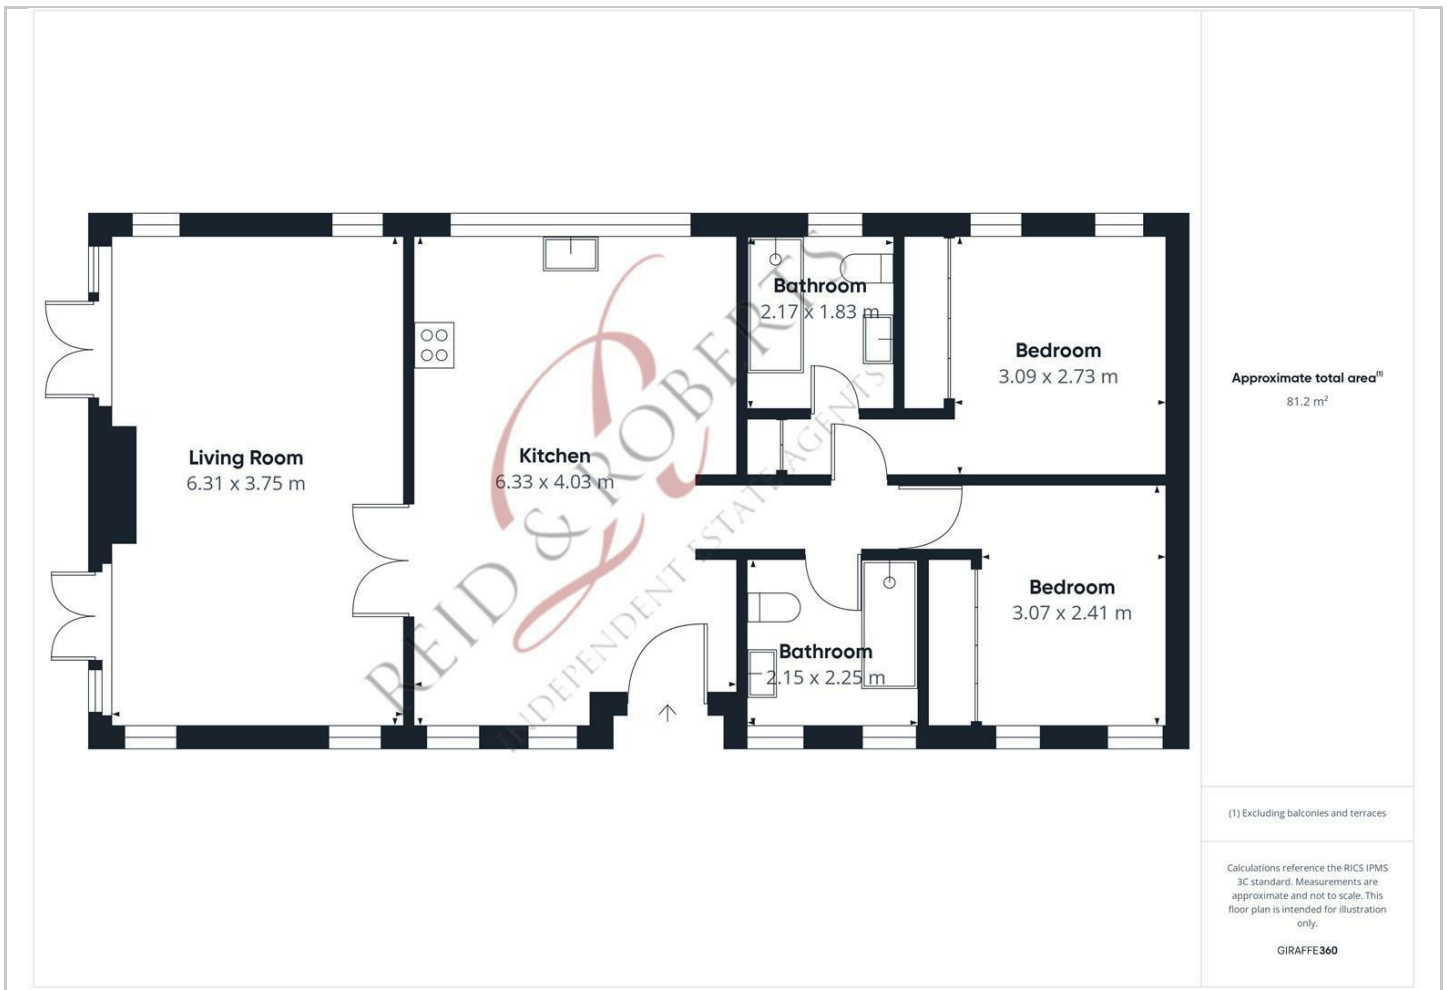 Living Room
6.31 x 3.75 m
Kitchen
6.33 x 4.03 m
Bathroom
2.17 x 1.83 m
Bedroom
3.09 x 2.73 m
Bathroom
2.15 x 2.25 m
Bedroom
3.07 x 2.41 m
REID & ROBERTS
INDEPENDENT ESTATE AGENTS
Approximate total area(1)
81.2 m²
(1) Excluding balconies and terraces
Calculations reference the RICS IPMS
3C standard. Measurements are
approximate and not to scale. This
floor plan is intended for illustration
only.
GIRAFFE360